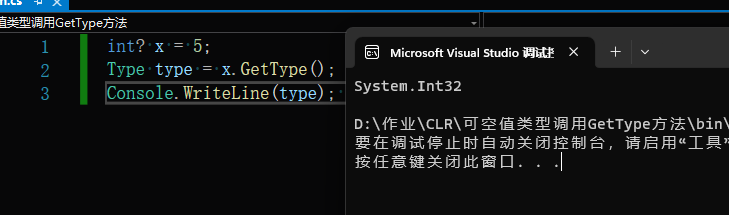 n.cs
值类型调用GetType方法
1 int? x = 5;
2 Type type = x.GetType();
3 Console.WriteLine(type);
Microsoft Visual Studio 调试控
System.Int32
D:\作业\CLR\可空值类型调用GetType方法\bin\
要在调试停止时自动关闭控制台，请启用“工具”
按任意键关闭此窗口. . .